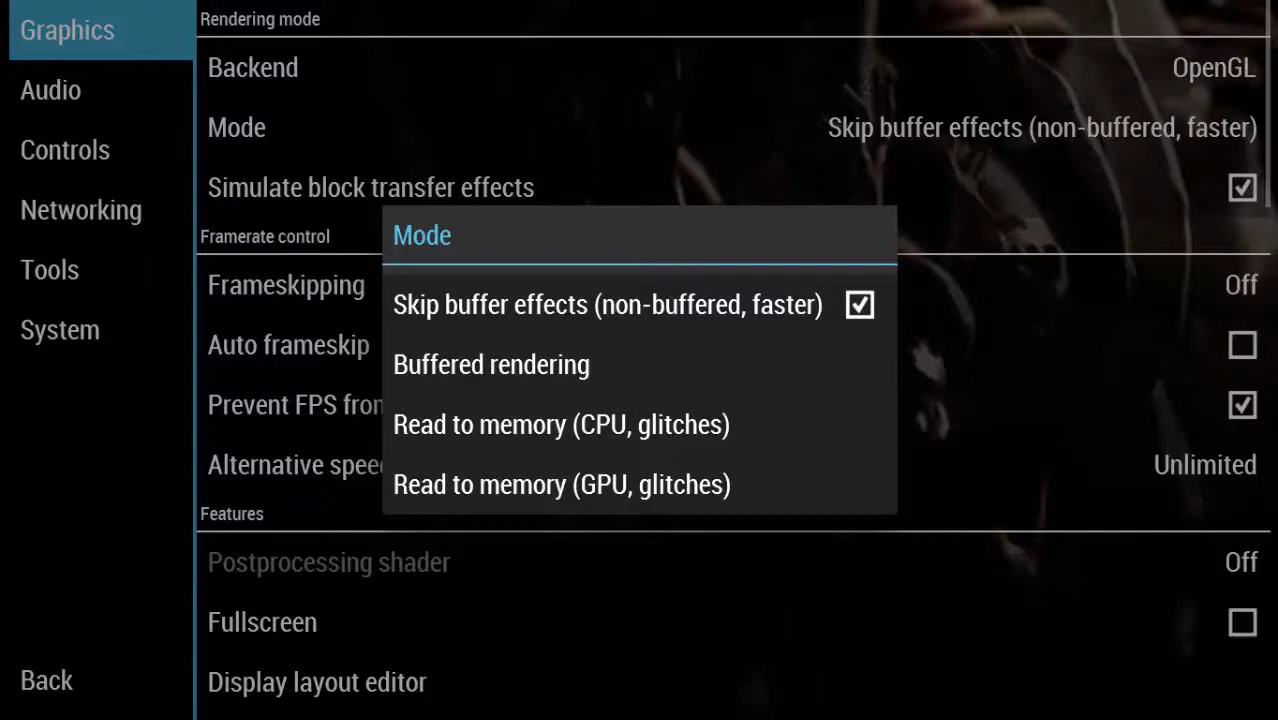 Graphics
Audio
Controls
Networking
Tools
System
Back
Rendering mode
Backend OpenGL
Mode Skip buffer effects (non-buffered, faster)
Simulate block transfer effects
Framerate control
Frameskipping Off
Auto frameskip
Prevent FPS
Alternative Unlimited
Features
Postprocessing shader Off
Fullscreen
Display layout editor
Mode
Skip buffer effects (non-buffered, faster)
Buffered rendering
Read to memory (CPU, glitches)
Read to memory (GPU, glitches)